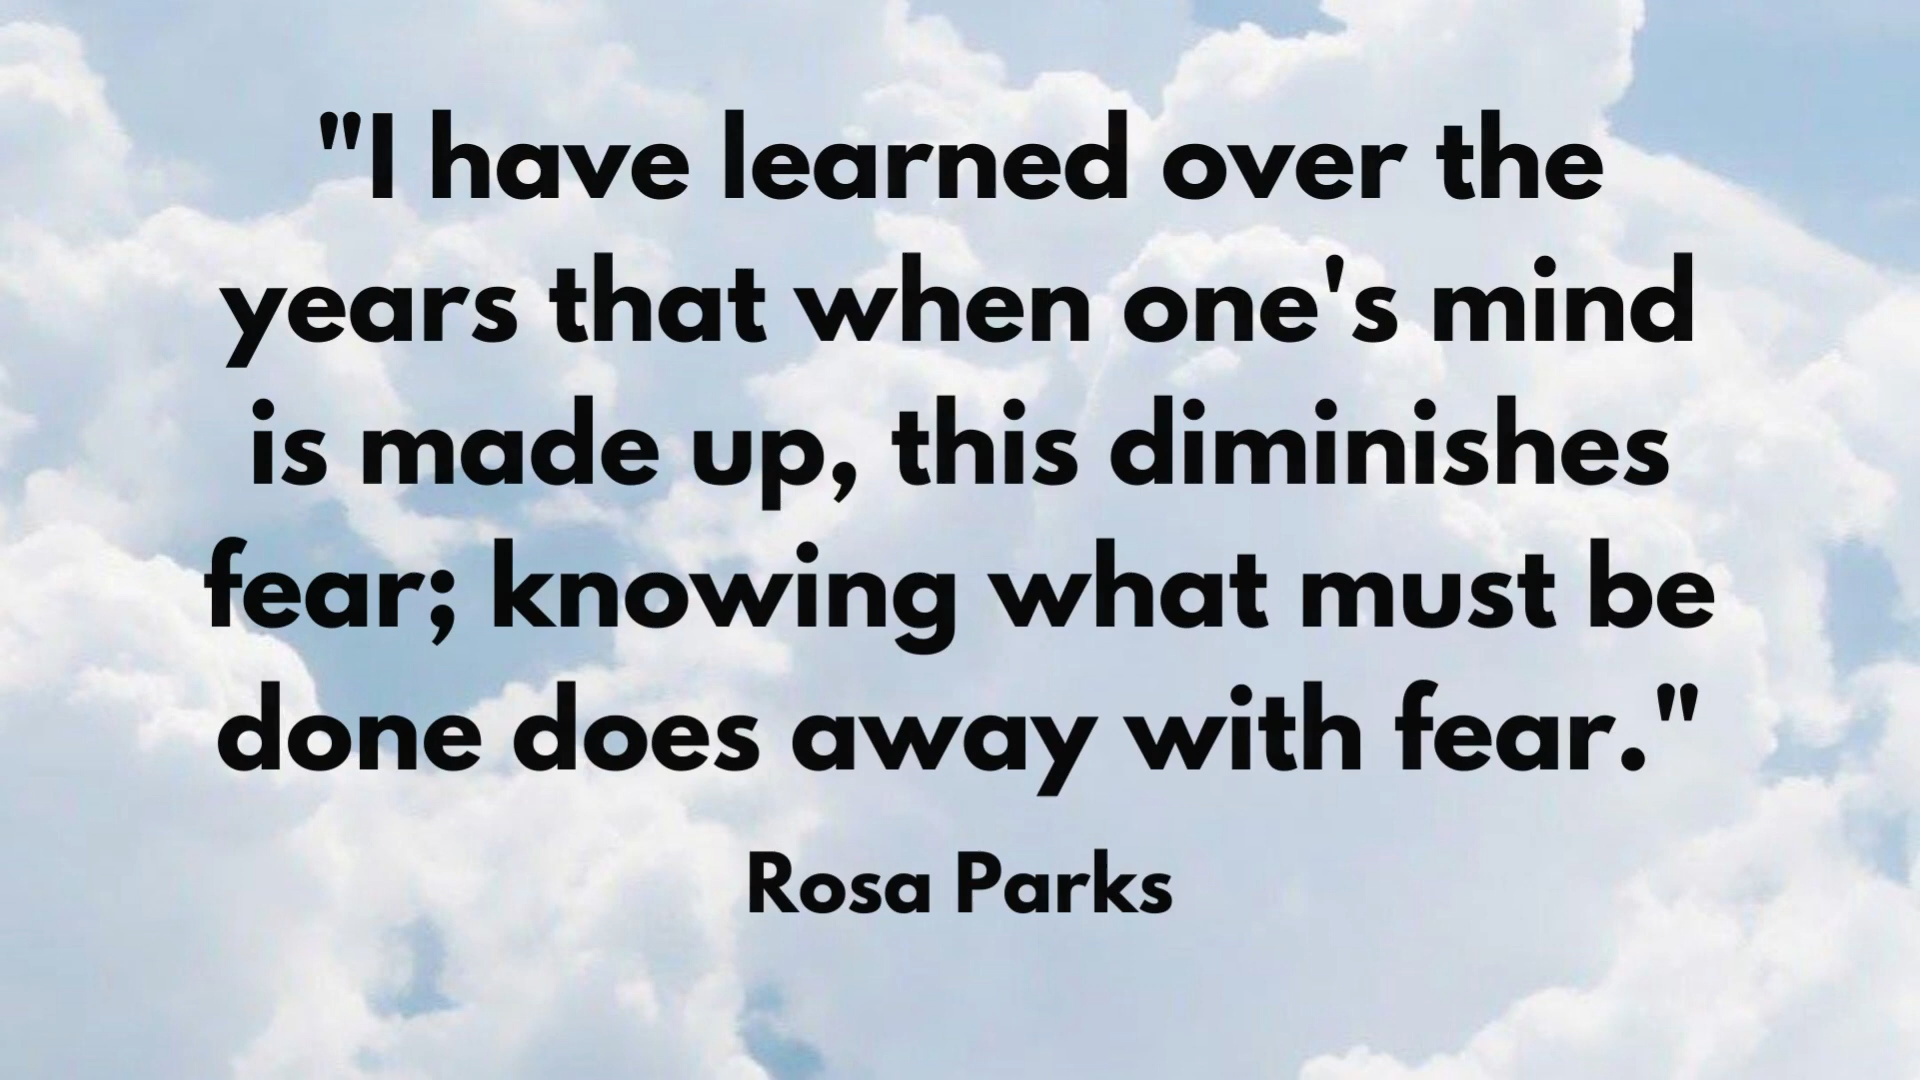 "I have learned over the
years that when one's mind
is made up, this diminishes
fear; knowing what must be
done does away with fear."
Rosa Parks